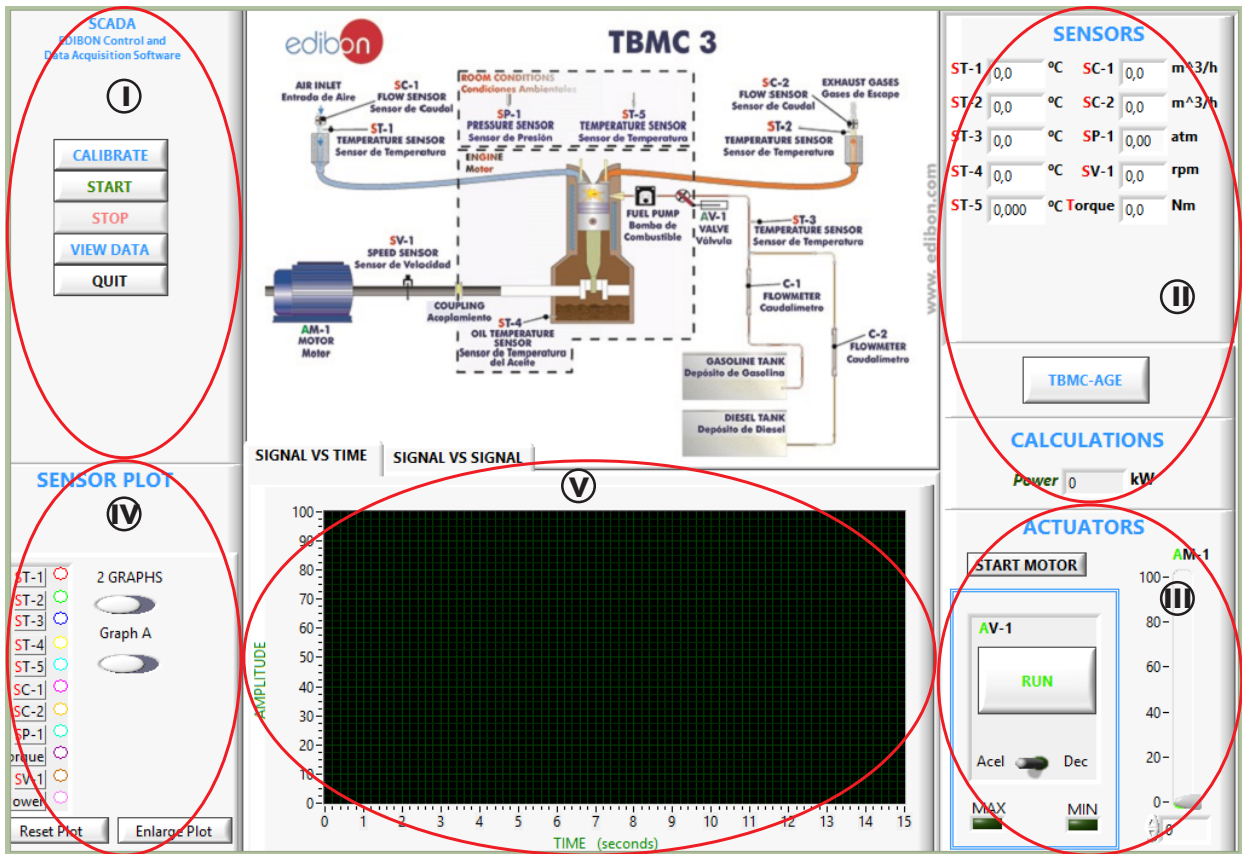 SCADA
EDIBON Control and
Data Acquisition Software
I
CALIBRATE
START
STOP
VIEW DATA
QUIT
edibon
TBMC 3
AIR INLET
Entrada de Aire
SC-1
FLOW SENSOR
Sensor de Caudal
ST-1
TEMPERATURE SENSOR
Sensor de Temperatura
ROOM CONDITIONS
Condiciones Ambientales
SP-1
PRESSURE SENSOR
Sensor de Presión
ST-5
TEMPERATURE SENSOR
Sensor de Temperatura
SC-2
FLOW SENSOR
Sensor de Caudal
EXHAUST GASES
Gases de Escape
ST-2
TEMPERATURE SENSOR
Sensor de Temperatura
ENGINE
Motor
FUEL PUMP
Bomba de
Combustible
AV-1
VALVE
Válvula
ST-3
TEMPERATURE SENSOR
Sensor de Temperatura
SV-1
SPEED SENSOR
Sensor de Velocidad
COUPLING
Acoplamiento
AM-1
MOTOR
Motor
ST-4
OIL TEMPERATURE
SENSOR
Sensor de Temperatura
del Aceite
C-1
FLOWMETER
Caudalímetro
C-2
FLOWMETER
Caudalímetro
GASOLINE TANK
Depósito de Gasolina
DIESEL TANK
Depósito de Diesel
www. edibon.com
SENSORS
ST-1 0,0 ºC SC-1 0,0 m^3/h
ST-2 0,0 ºC SC-2 0,0 m^3/h
ST-3 0,0 ºC SP-1 0,00 atm
ST-4 0,0 ºC SV-1 0,0 rpm
ST-5 0,000 ºC Torque 0,0 Nm
II
TBMC-AGE
CALCULATIONS
Power 0 kW
SENSOR PLOT
IV
ST-1
ST-2
ST-3
ST-4
ST-5
SC-1
SC-2
SP-1
orque
SV-1
ower
2 GRAPHS
Graph A
Reset Plot
Enlarge Plot
SIGNAL VS TIME
SIGNAL VS SIGNAL
V
AMPLITUDE
100
90
80
70
60
50
40
30
20
10
0
0 1 2 3 4 5 6 7 8 9 10 11 12 13 14 15
TIME (seconds)
ACTUATORS
START MOTOR
AM-1
III
AV-1
RUN
Acel
Dec
MAX
MIN
100
80
60
40
20
0
0